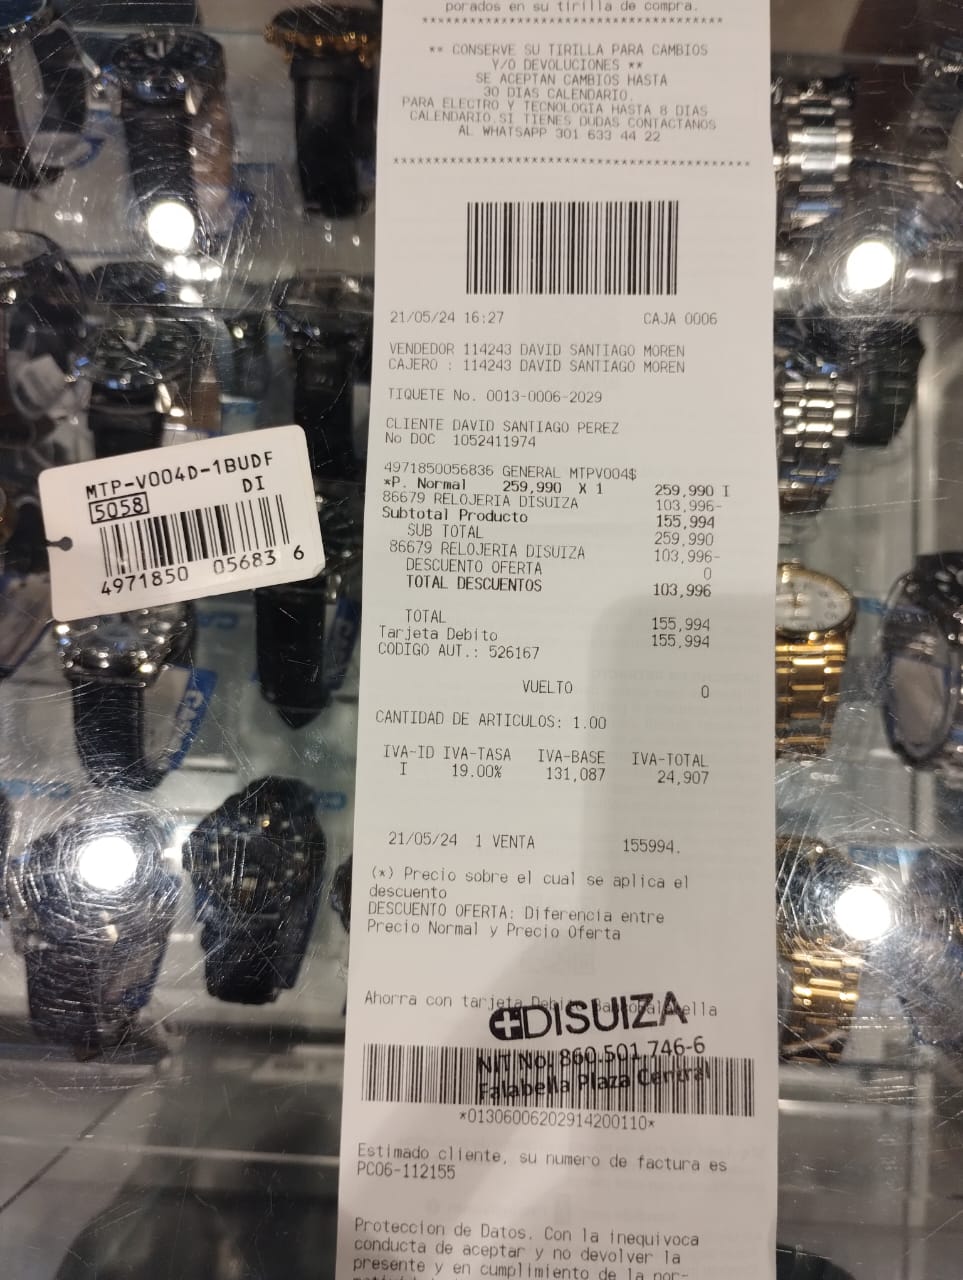 porados en su tirilla de compra.
****************************************
** CONSERVE SU TIRILLA PARA CAMBIOS
Y/O DEVOLUCIONES **
SE ACEPTAN CAMBIOS HASTA
30 DIAS CALENDARIO.
PARA ELECTRO Y TECNOLOGIA HASTA 8 DIAS
CALENDARIO.SI TIENES DUDAS CONTACTANOS
AL WHATSAPP 301 633 44 22
****************************************
21/05/24 16:27 CAJA 0006
VENDEDOR 114243 DAVID SANTIAGO MOREN
CAJERO : 114243 DAVID SANTIAGO MOREN
TIQUETE No. 0013-0006-2029
CLIENTE DAVID SANTIAGO PEREZ
No DOC 1052411974
4971850056836 GENERAL MTPV004$
*P. Normal 259,990 X 1 259,990 I
86679 RELOJERIA DISUIZA 103,996-
Subtotal Producto 155,994
SUB TOTAL 259,990
86679 RELOJERIA DISUIZA 103,996-
DESCUENTO OFERTA 0
TOTAL DESCUENTOS 103,996
TOTAL 155,994
Tarjeta Debito 155,994
CODIGO AUT.: 526167
VUELTO 0
CANTIDAD DE ARTICULOS: 1.00
IVA-ID IVA-TASA IVA-BASE IVA-TOTAL
I 19.00% 131,087 24,907
21/05/24 1 VENTA 155994.
(*) Precio sobre el cual se aplica el
descuento
DESCUENTO OFERTA: Diferencia entre
Precio Normal y Precio Oferta
Ahorra con tarjeta Debito Banco Falabella
DISUIZA
NIT No. 860.501.746-6
Falabella Plaza Central
*01306006202914200110*
Estimado cliente, su numero de factura es
PC06-112155
Proteccion de Datos. Con la inequivoca
conducta de aceptar y no devolver la
presente y en cumplimiento de la nor-
MTP-V004D-1BUDF
5058 DI
4971850 05683 6